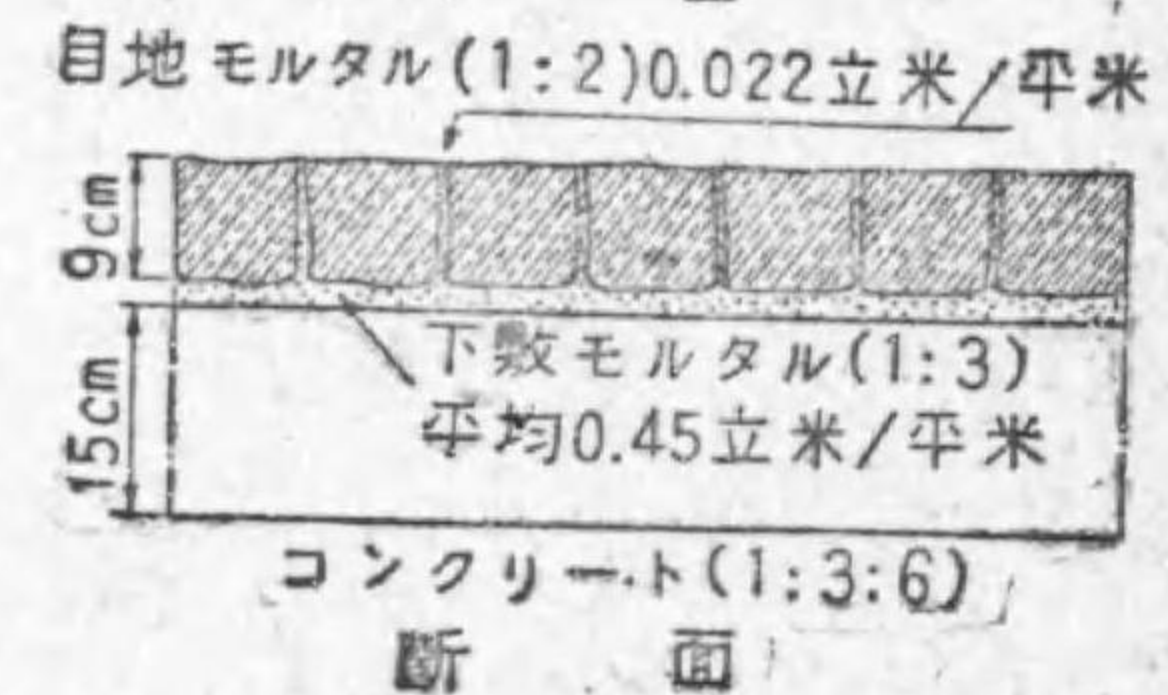 目地モルタル(1:2)0.022立米/平米
9cm
下敷モルタル(1:3)
平均0.45立米/平米
15cm
コンクリート(1:3:6)
断 面